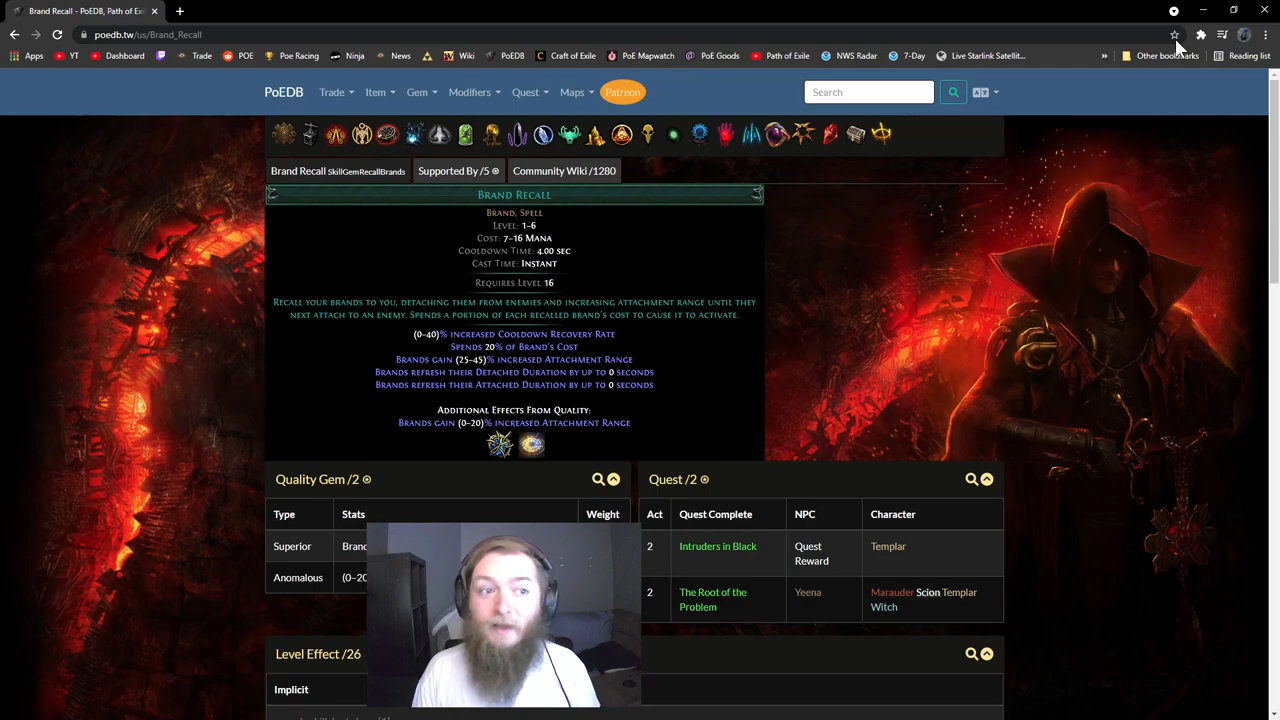 Brand Recall - PoEDB, Path of Exi
poedb.tw/us/Brand_Recall
Apps YT Dashboard Trade POE Poe Racing Ninja News Wiki PoEDB Craft of Exile PoE Mapwatch PoE Goods Path of Exile NWS Radar 7-Day Live Starlink Satellit... » Other bookmarks Reading list
PoEDB Trade Item Gem Modifiers Quest Maps Patreon Search
Brand Recall SkillGemRecallBrands Supported By /5 Community Wiki /1280
Brand Recall
Brand, Spell
Level: 1–6
Cost: 7–16 Mana
Cooldown Time: 4.00 sec
Cast Time: Instant
Requires Level 16
Recall your brands to you, detaching them from enemies and increasing attachment range until they
next attach to an enemy. Spends a portion of each recalled brand's cost to cause it to activate.
(0–40)% increased Cooldown Recovery Rate
Spends 20% of Brand's Cost
Brands gain (25–45)% increased Attachment Range
Brands refresh their Detached Duration by up to 0 seconds
Brands refresh their Attached Duration by up to 0 seconds
Additional Effects From Quality:
Brands gain (0–20)% increased Attachment Range
Quality Gem /2
Type Stats Weight
Superior Brand
Anomalous (0–20
Quest /2
Act Quest Complete NPC Character
2 Intruders in Black Quest Reward Templar
2 The Root of the Problem Yeena Marauder Scion Templar Witch
Level Effect /26
Implicit